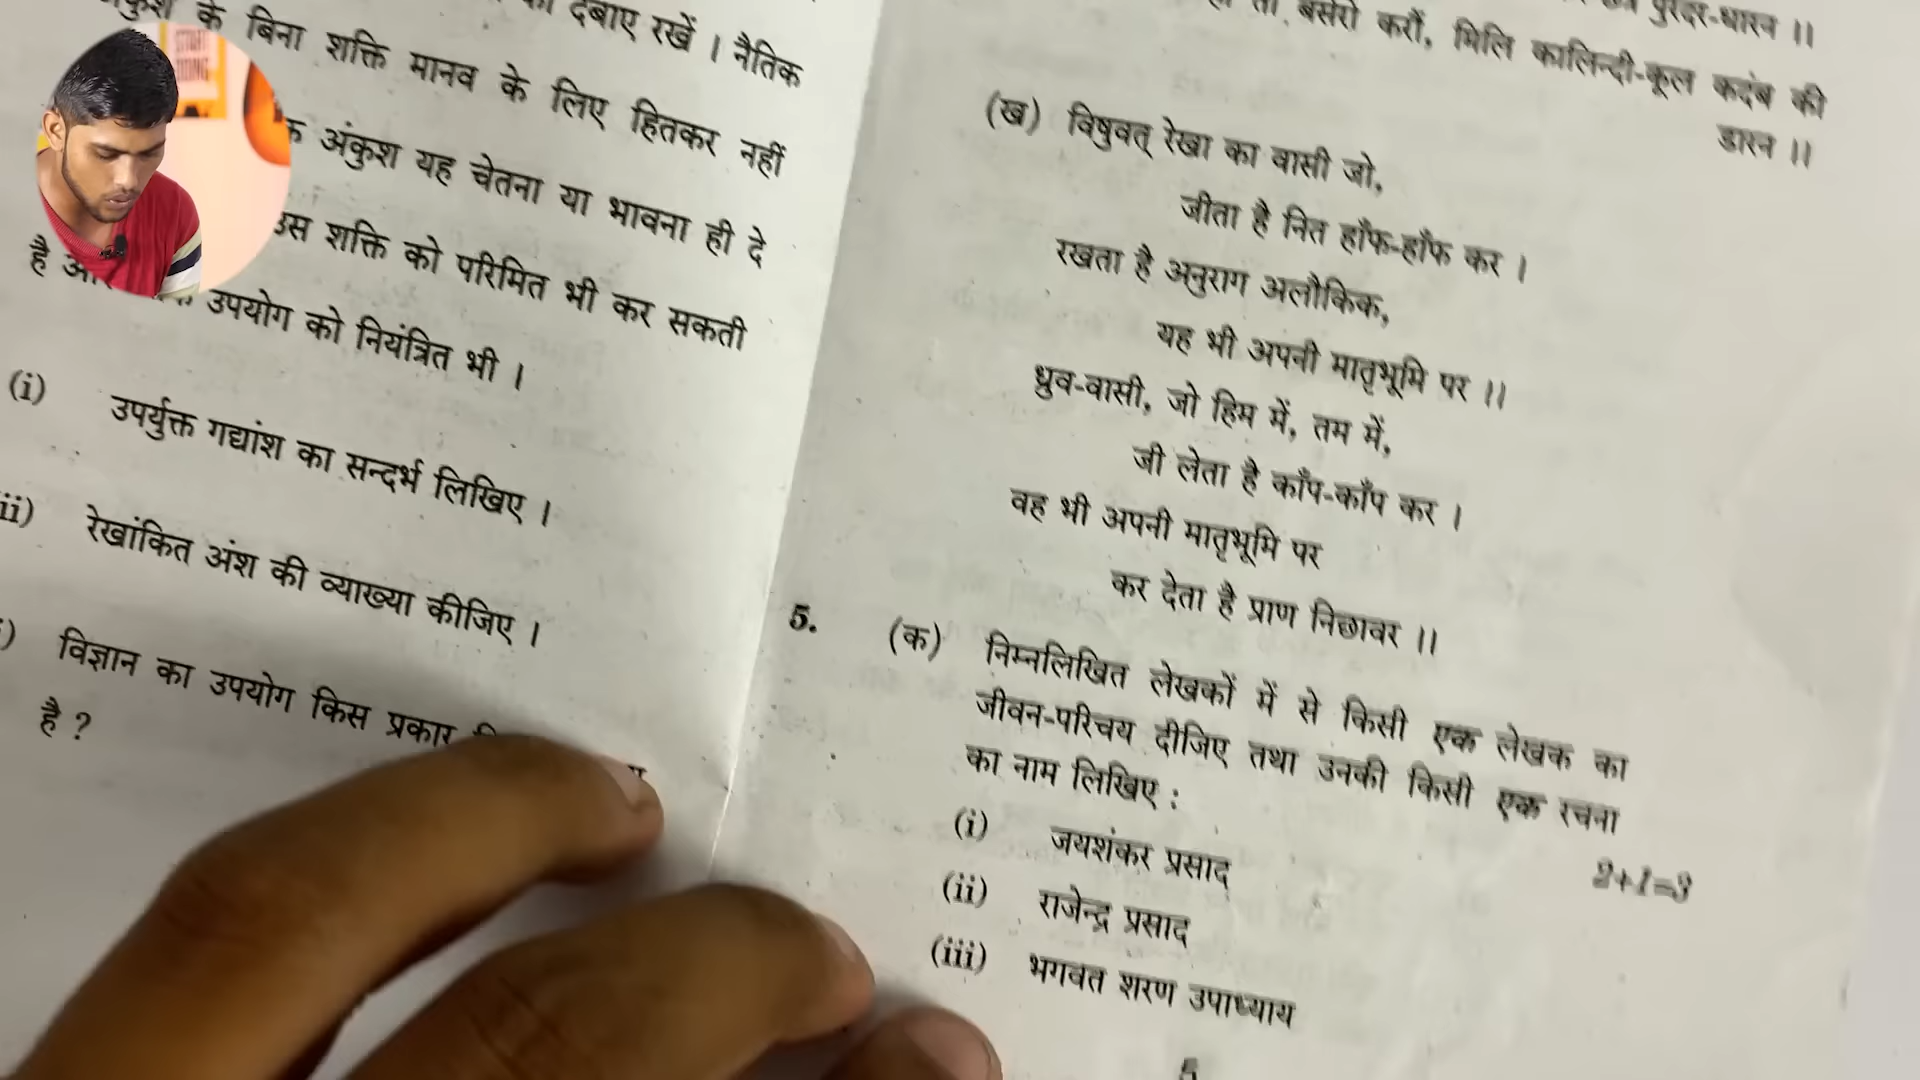 के बिना शक्ति मानव के लिए हितकर नहीं
दबाए रखें । नैतिक
अंकुश यह चेतना या भावना ही दे
उस शक्ति को परिमित भी कर सकती
है
उपयोग को नियंत्रित भी ।
(i) उपर्युक्त गद्यांश का सन्दर्भ लिखिए ।
ii) रेखांकित अंश की व्याख्या कीजिए ।
) विज्ञान का उपयोग किस प्रकार
है ?
पुरंदर-धारन ।।
बसेरो करौं, मिलि कालिन्दी-कूल कदंब की
डारन ।।
(ख) विषुवत् रेखा का वासी जो,
जीता है नित हाँफ-हाँफ कर ।
रखता है अनुराग अलौकिक,
यह भी अपनी मातृभूमि पर ।।
ध्रुव-वासी, जो हिम में, तम में,
जी लेता है काँप-काँप कर ।
वह भी अपनी मातृभूमि पर
कर देता है प्राण निछावर ।।
5. (क) निम्नलिखित लेखकों में से किसी एक लेखक का
जीवन-परिचय दीजिए तथा उनकी किसी एक रचना
का नाम लिखिए :
2+1=3
(i) जयशंकर प्रसाद
(ii) राजेन्द्र प्रसाद
(iii) भगवत शरण उपाध्याय
5